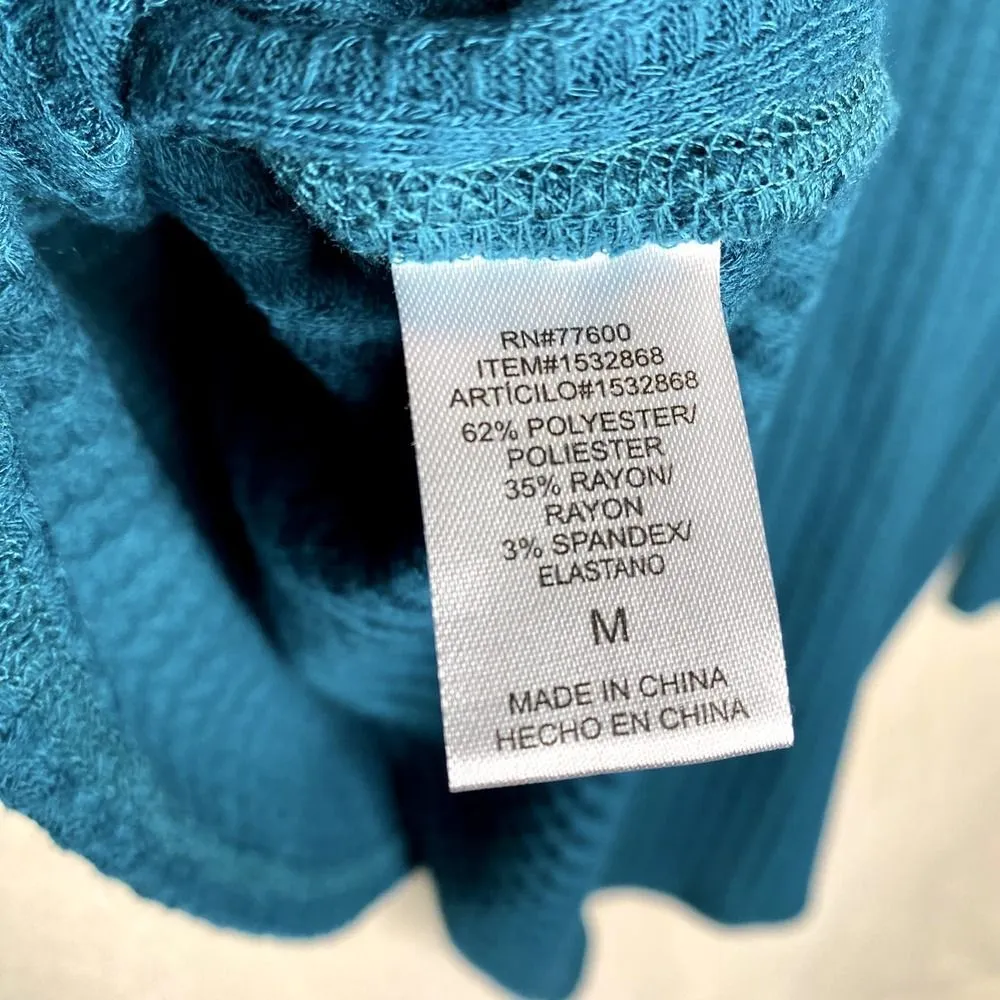 RN#77600
ITEM#1532868
ARTÍCILO#1532868
62% POLYESTER/
POLIESTER
35% RAYON/
RAYON
3% SPANDEX/
ELASTANO
M
MADE IN CHINA
HECHO EN CHINA